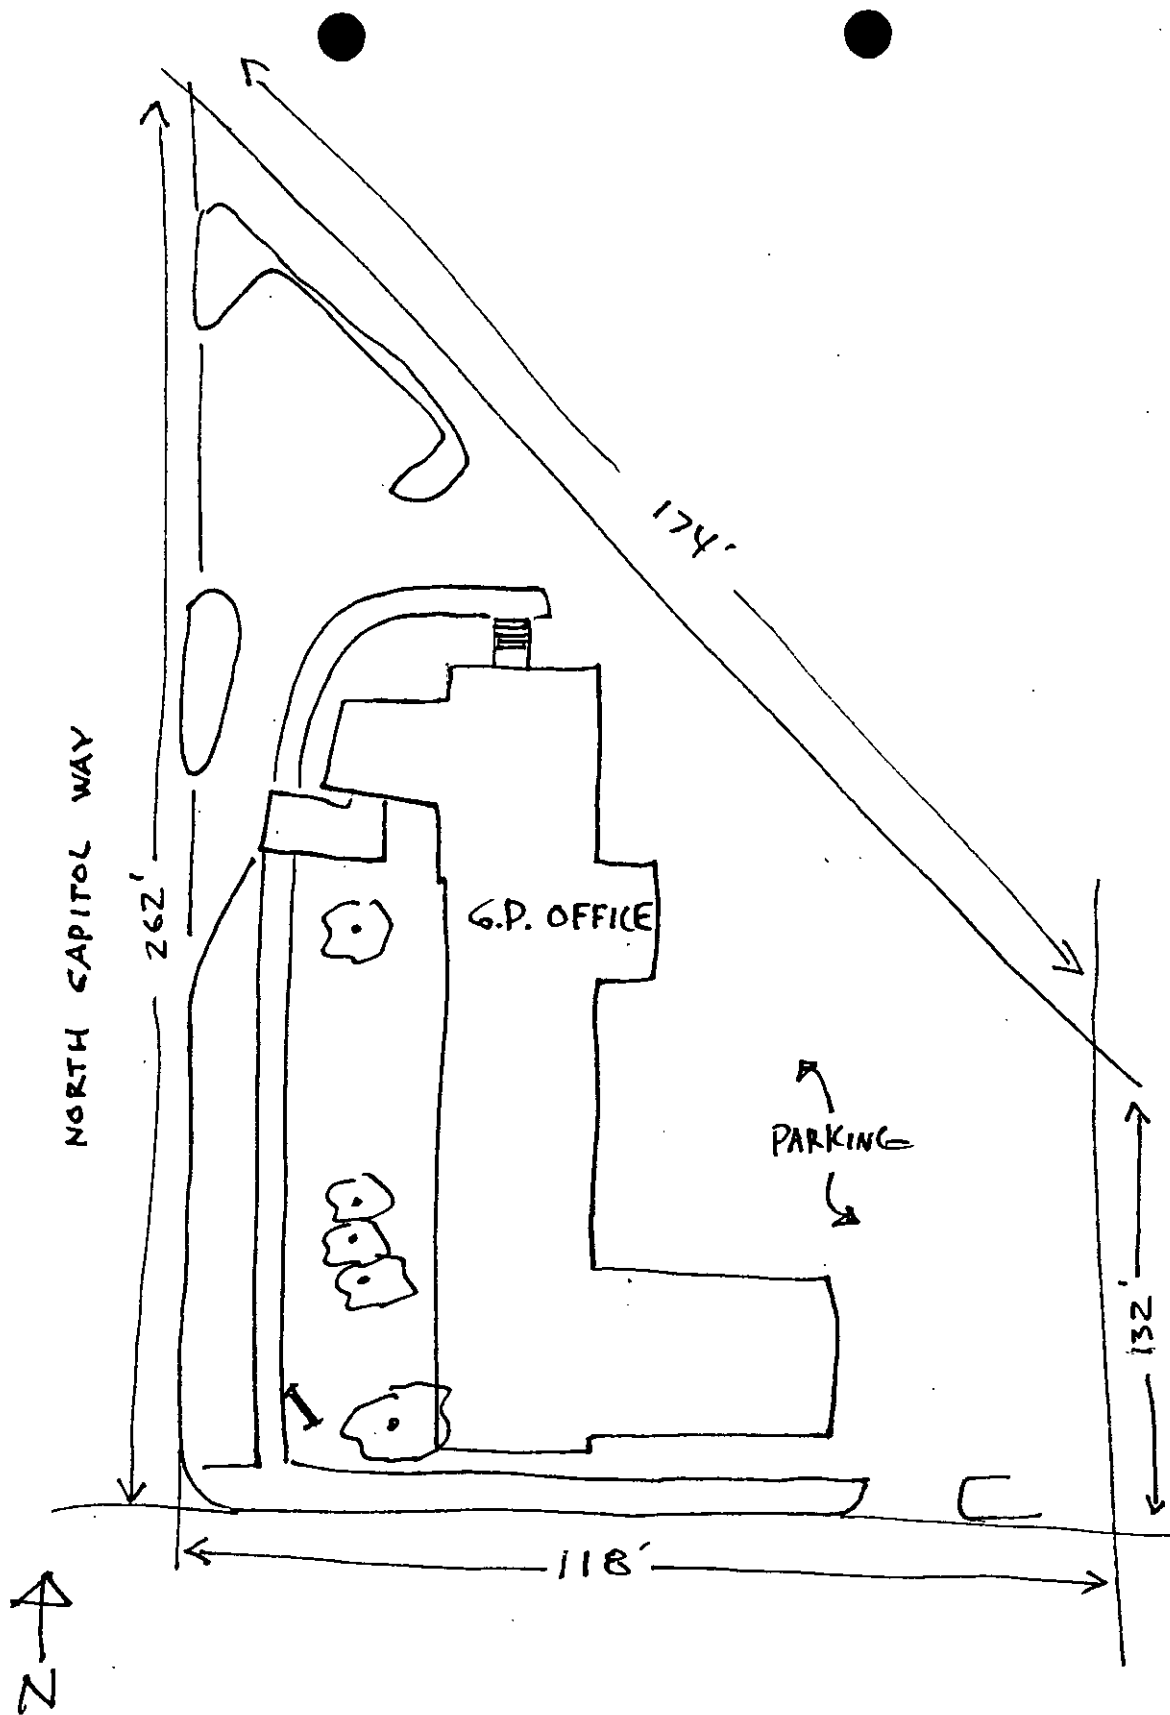 174'
NORTH CAPITOL WAY
262'
G.P. OFFICE
PARKING
132'
118'
N